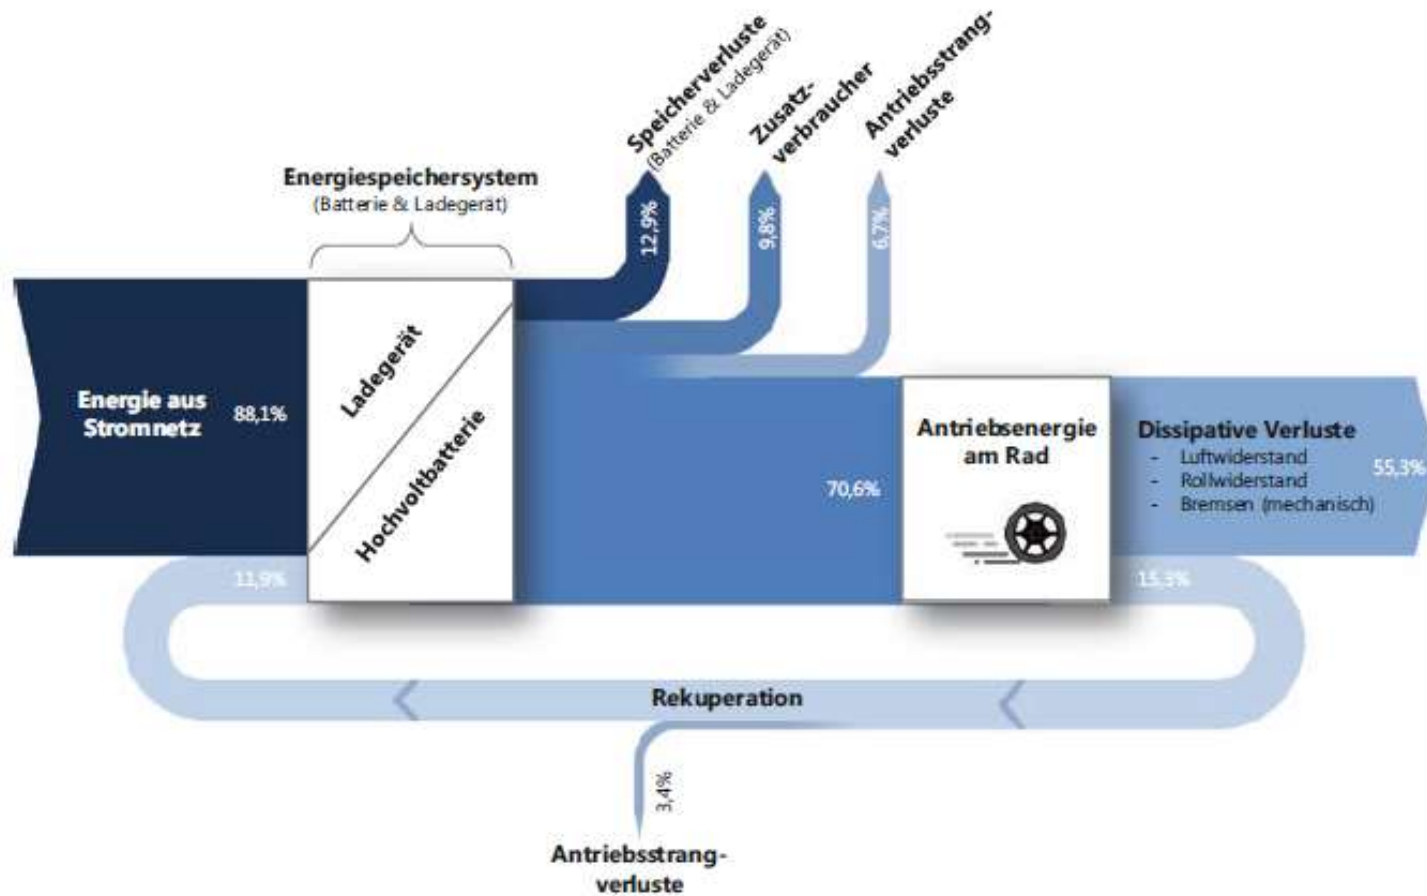 Speicherverluste
(Batterie & Ladegerät)
Zusatz-
verbraucher
Antriebsstrang-
verluste
Energiespeichersystem
(Batterie & Ladegerät)
12,9%
9,8%
6,7%
Ladegerät
Hochvoltbatterie
Energie aus
Stromnetz
88,1%
11,9%
70,6%
Antriebsenergie
am Rad
Dissipative Verluste
- Luftwiderstand
- Rollwiderstand
- Bremsen (mechanisch)
55,3%
15,3%
Rekuperation
3,4%
Antriebsstrang-
verluste